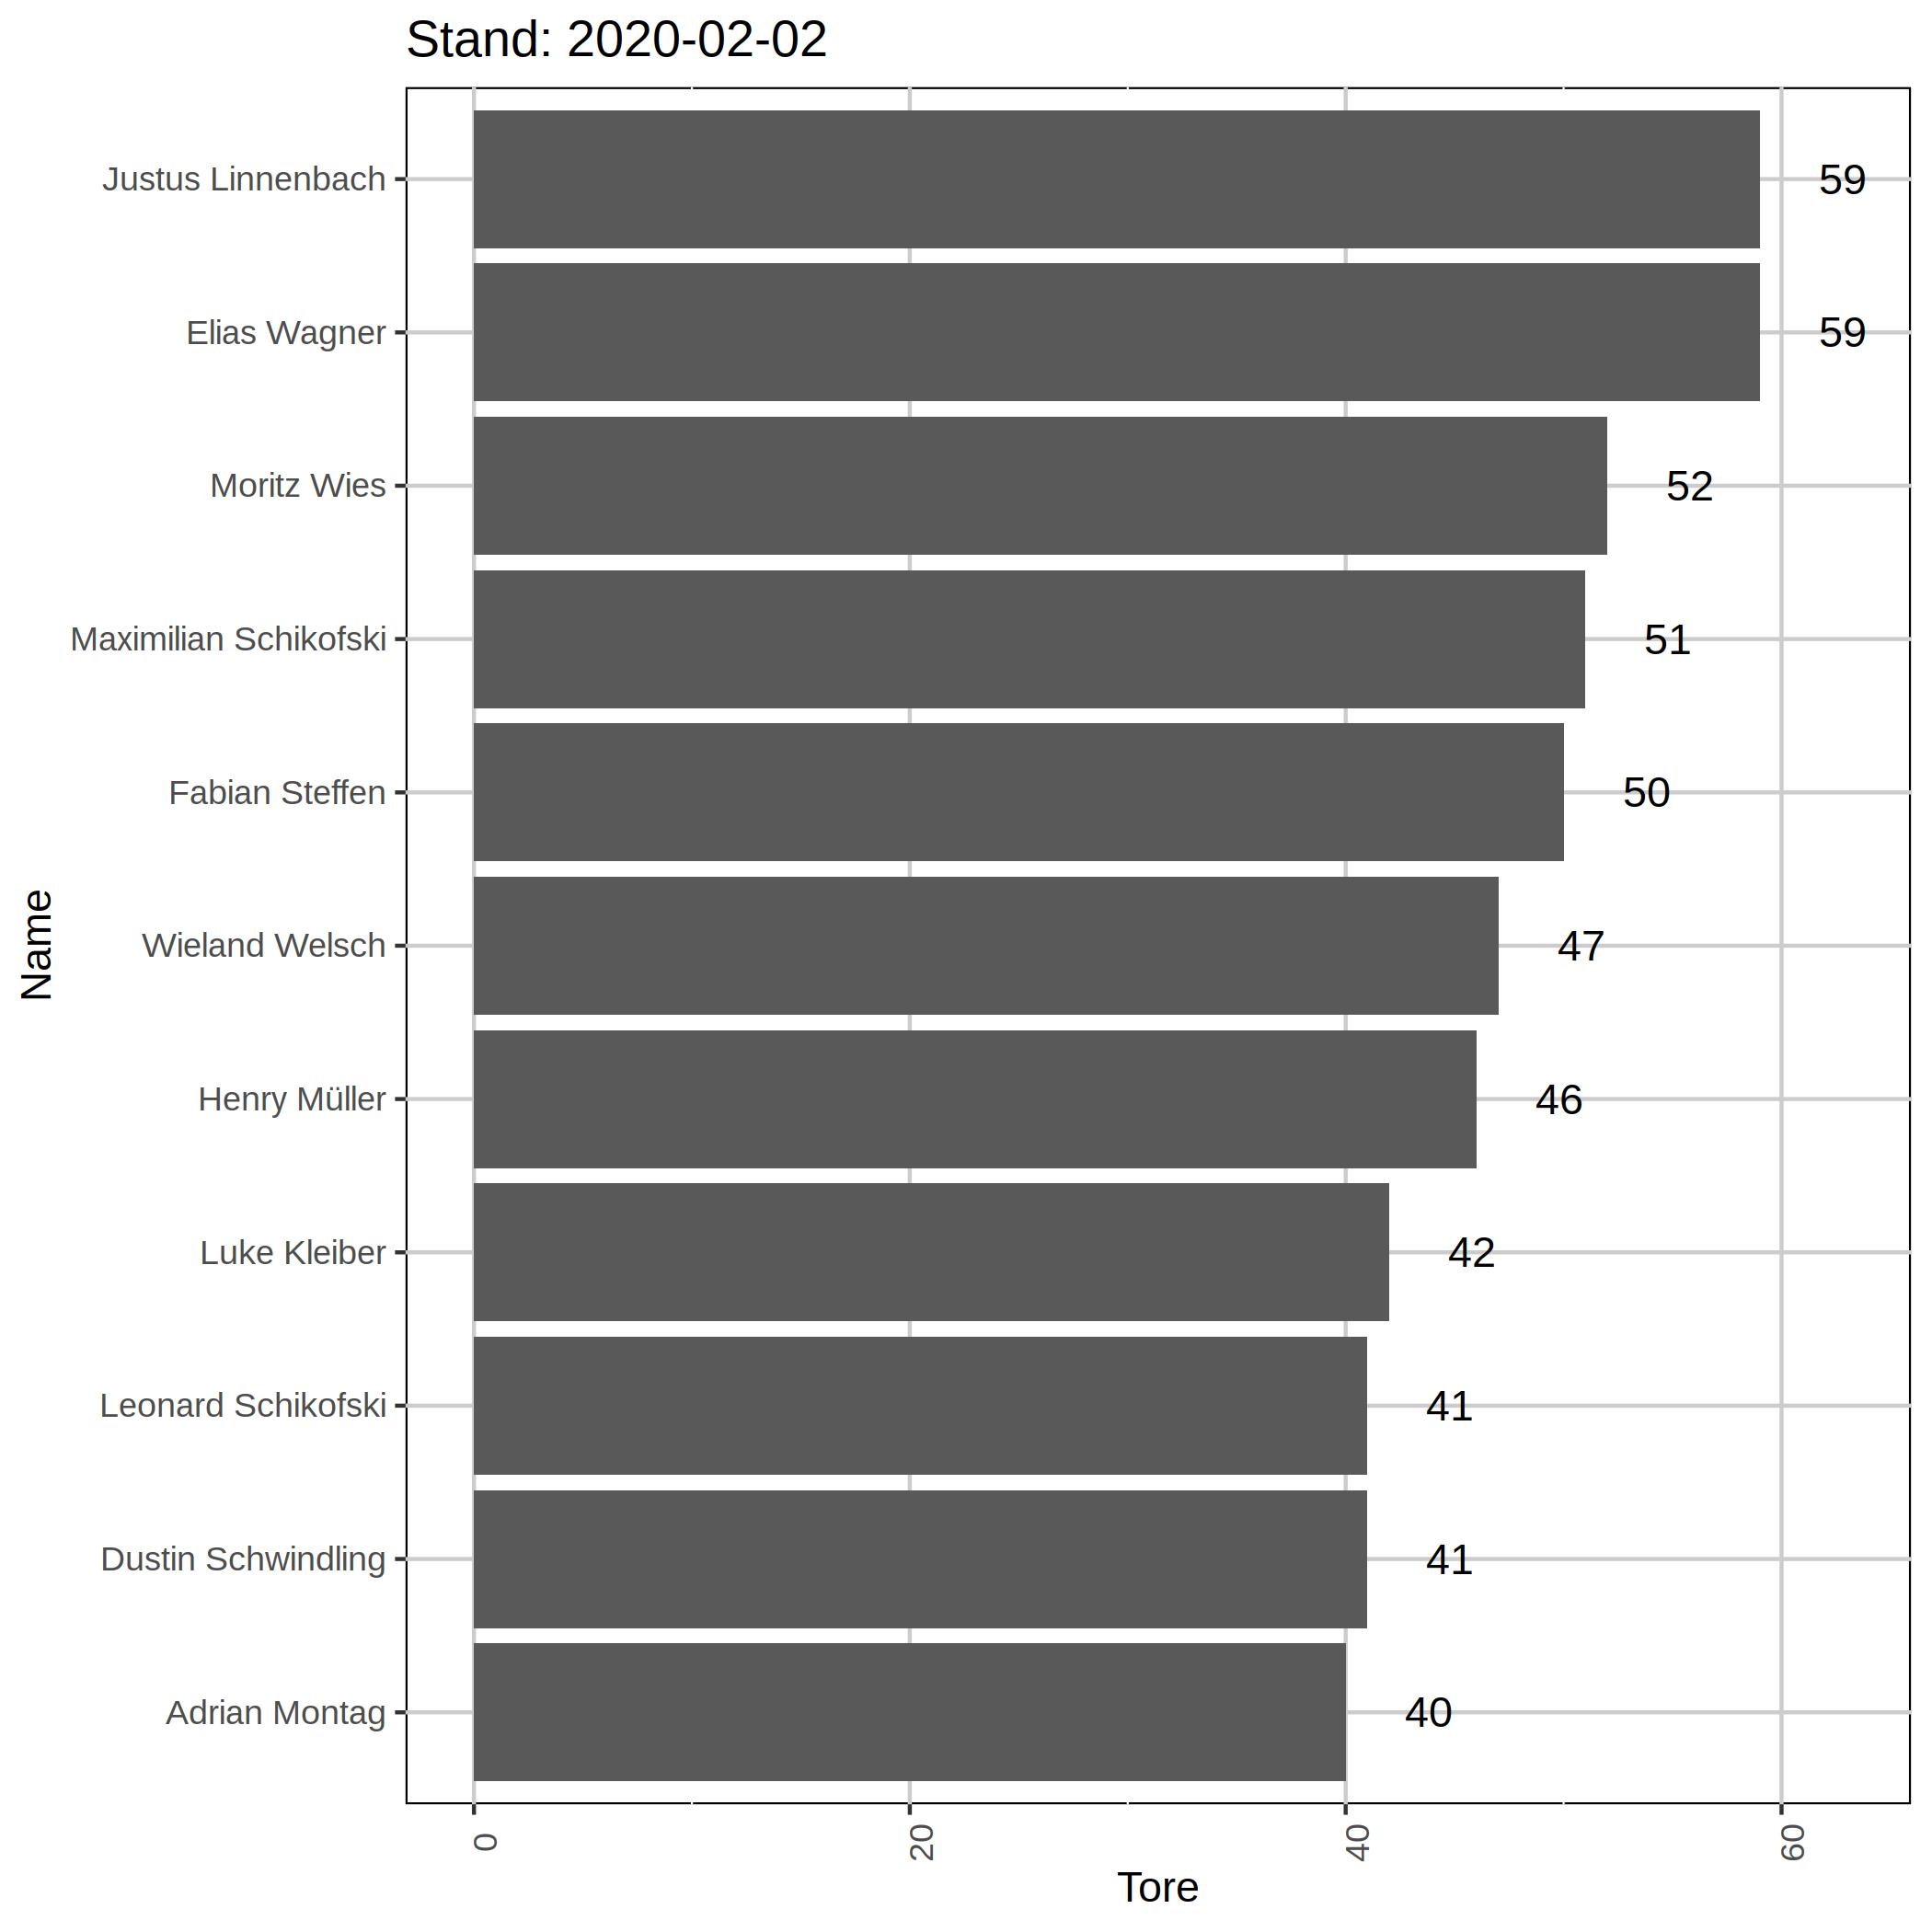 Stand: 2020-02-02
Justus Linnenbach 59
Elias Wagner 59
Moritz Wies 52
Maximilian Schikofski 51
Fabian Steffen 50
Wieland Welsch 47
Henry Müller 46
Luke Kleiber 42
Leonard Schikofski 41
Dustin Schwindling 41
Adrian Montag 40
Name
0 20 40 60
Tore